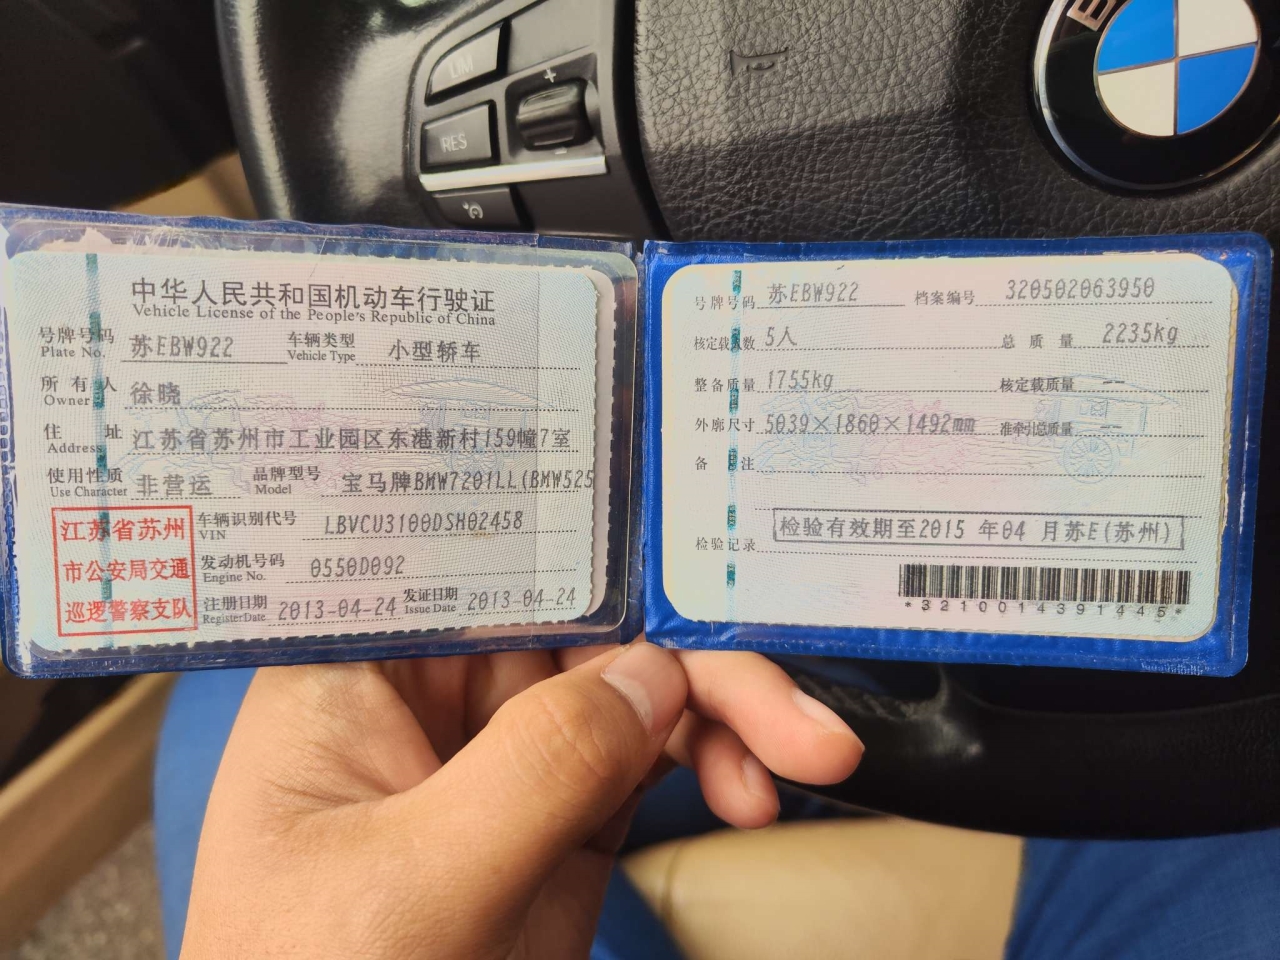 LIM
+
RES
-
B
中华人民共和国机动车行驶证
Vehicle License of the People's Republic of China
号牌号码 苏EBW922 车辆类型 小型轿车
Plate No. Vehicle Type
所有人 徐晓
Owner
住址 江苏省苏州市工业园区东港新村159幢7室
Address
使用性质 非营运 品牌型号 宝马牌BMW7201LL(BMW525
Use Character Model
江苏省苏州
市公安局交通
巡逻警察支队
车辆识别代号 LBVCU3100DSH02458
VIN
发动机号码 0550D092
Engine No.
注册日期 2013-04-24 发证日期 2013-04-24
RegisterDate Issue Date
号牌号码 苏EBW922 档案编号 320502063950
核定载人数 5人 总质量 2235kg
整备质量 1755kg 核定载质量 --
外廓尺寸 5039×1860×1492mm 准牵引总质量 --
备注
检验记录 检验有效期至2015 年04 月苏E(苏州)
*3210014391445*